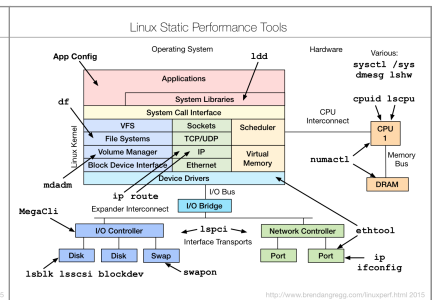 Linux Static Performance Tools
Operating System
Hardware
Various:
sysctl /sys
dmesg lshw
App Config
ldd
Applications
System Libraries
System Call Interface
df
cpuid lscpu
CPU
Interconnect
Linux Kernel
VFS
Sockets
Scheduler
File Systems
TCP/UDP
Volume Manager
IP
Virtual
Memory
Block Device Interface
Ethernet
Device Drivers
CPU
1
numactl
Memory
Bus
DRAM
mdadm
ip route
I/O Bus
Expander Interconnect
I/O Bridge
MegaCli
I/O Controller
lspci
Interface Transports
Network Controller
ethtool
Disk
Disk
Swap
Port
Port
lsblk lsscsi blockdev
swapon
ip
ifconfig
http://www.brendangregg.com/linuxperf.html 2015
5